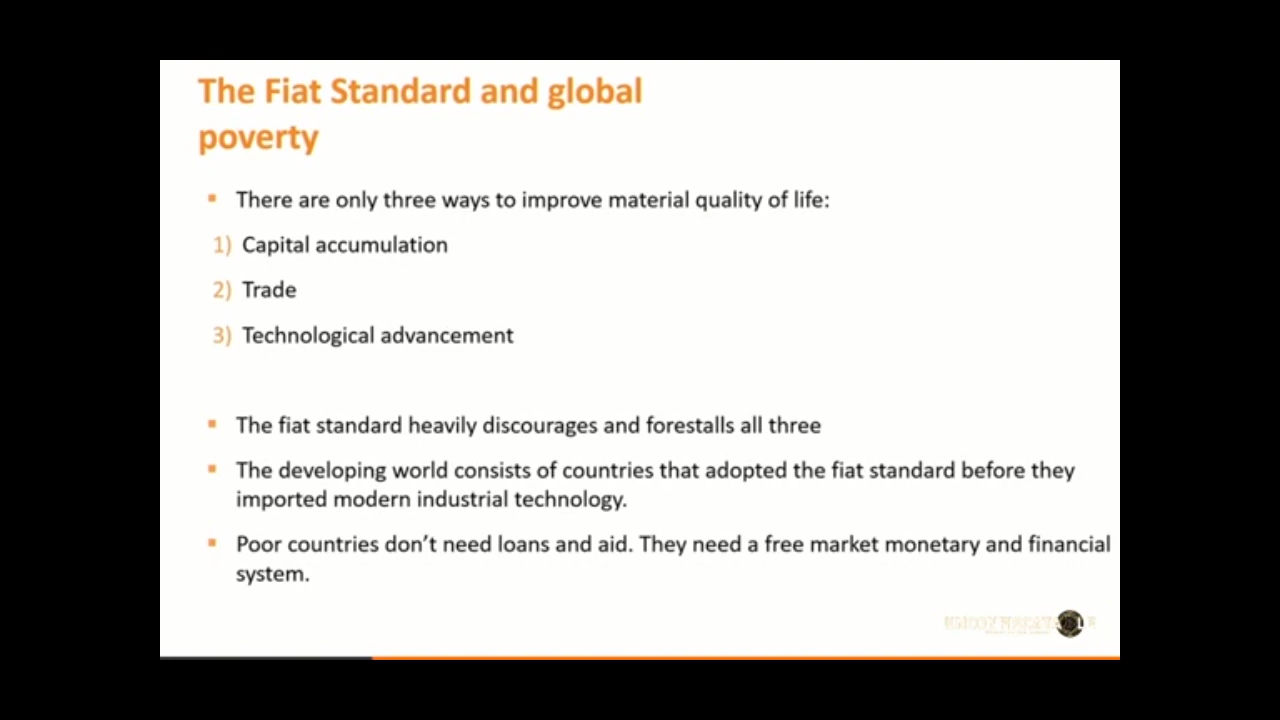 The Fiat Standard and global
poverty
▪ There are only three ways to improve material quality of life:
1) Capital accumulation
2) Trade
3) Technological advancement
▪ The fiat standard heavily discourages and forestalls all three
▪ The developing world consists of countries that adopted the fiat standard before they
imported modern industrial technology.
▪ Poor countries don’t need loans and aid. They need a free market monetary and financial
system.